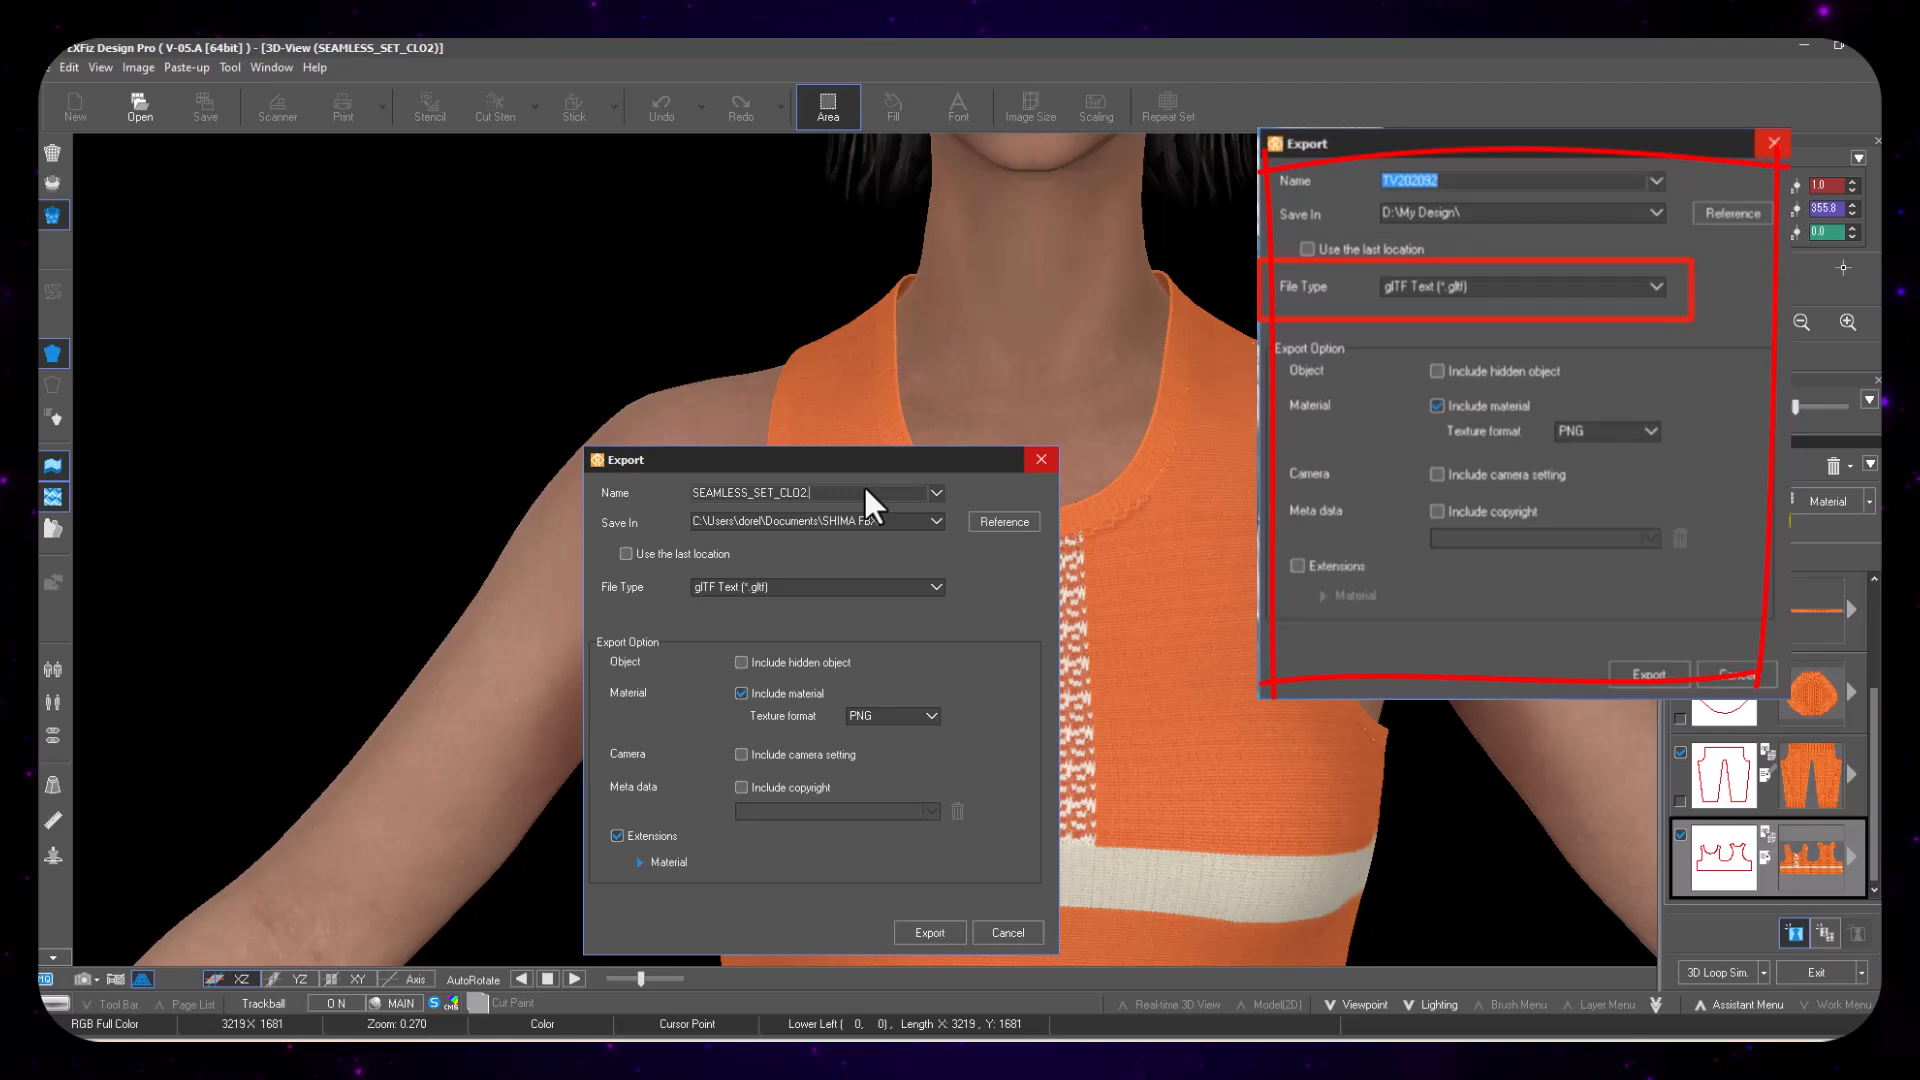 EXFiz Design Pro ( V-05.A [64bit] ) - [3D-View (SEAMLESS_SET_CLO2)]
Edit View Image Paste-up Tool Window Help
New Open Save Scanner Print Stencil Cut Sten Stick Undo Redo Area Fill Font Image Size Scaling Repeat Set
Export
Name TV202092
Save In D:\My Design\ Reference
Use the last location
File Type glTF Text (*.gltf)
Export Option
Object Include hidden object
Material Include material
Texture format PNG
Camera Include camera setting
Meta data Include copyright
Extensions
Material
Export Cancel
1.0
355.8
0.0
Material
Export
Name SEAMLESS_SET_CLO2
Save In C:\Users\dorel\Documents\SHIMA FBX Reference
Use the last location
File Type glTF Text (*.gltf)
Export Option
Object Include hidden object
Material Include material
Texture format PNG
Camera Include camera setting
Meta data Include copyright
Extensions
Material
Export Cancel
3D Loop Sim. Exit
MQ XZ YZ XY Axis AutoRotate
Tool Bar Page List Trackball O N MAIN S CMS Cut Paint Real-time 3D View Model(2D) Viewpoint Lighting Brush Menu Layer Menu Assistant Menu Work Menu
RGB Full Color 3219X 1681 Zoom: 0.270 Color Cursor Point Lower Left ( 0, 0), Length X: 3219, Y: 1681